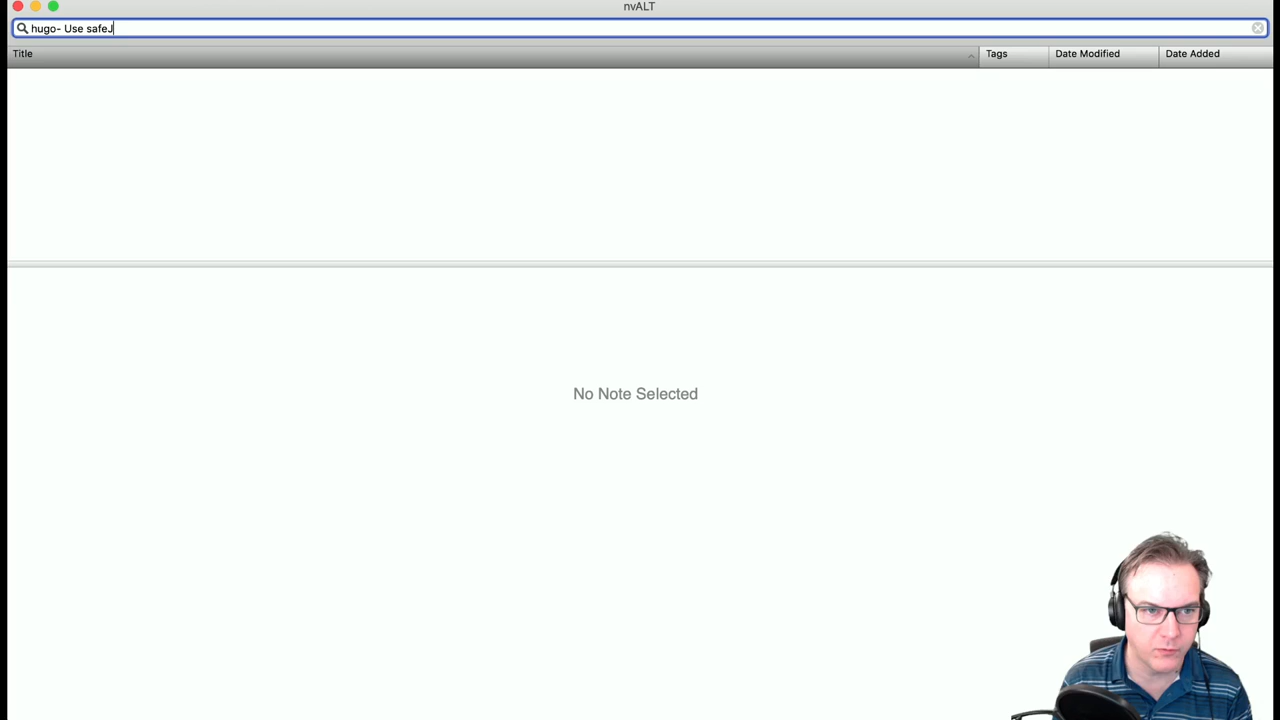 nvALT
hugo- Use safeJ
Title Tags Date Modified Date Added
No Note Selected